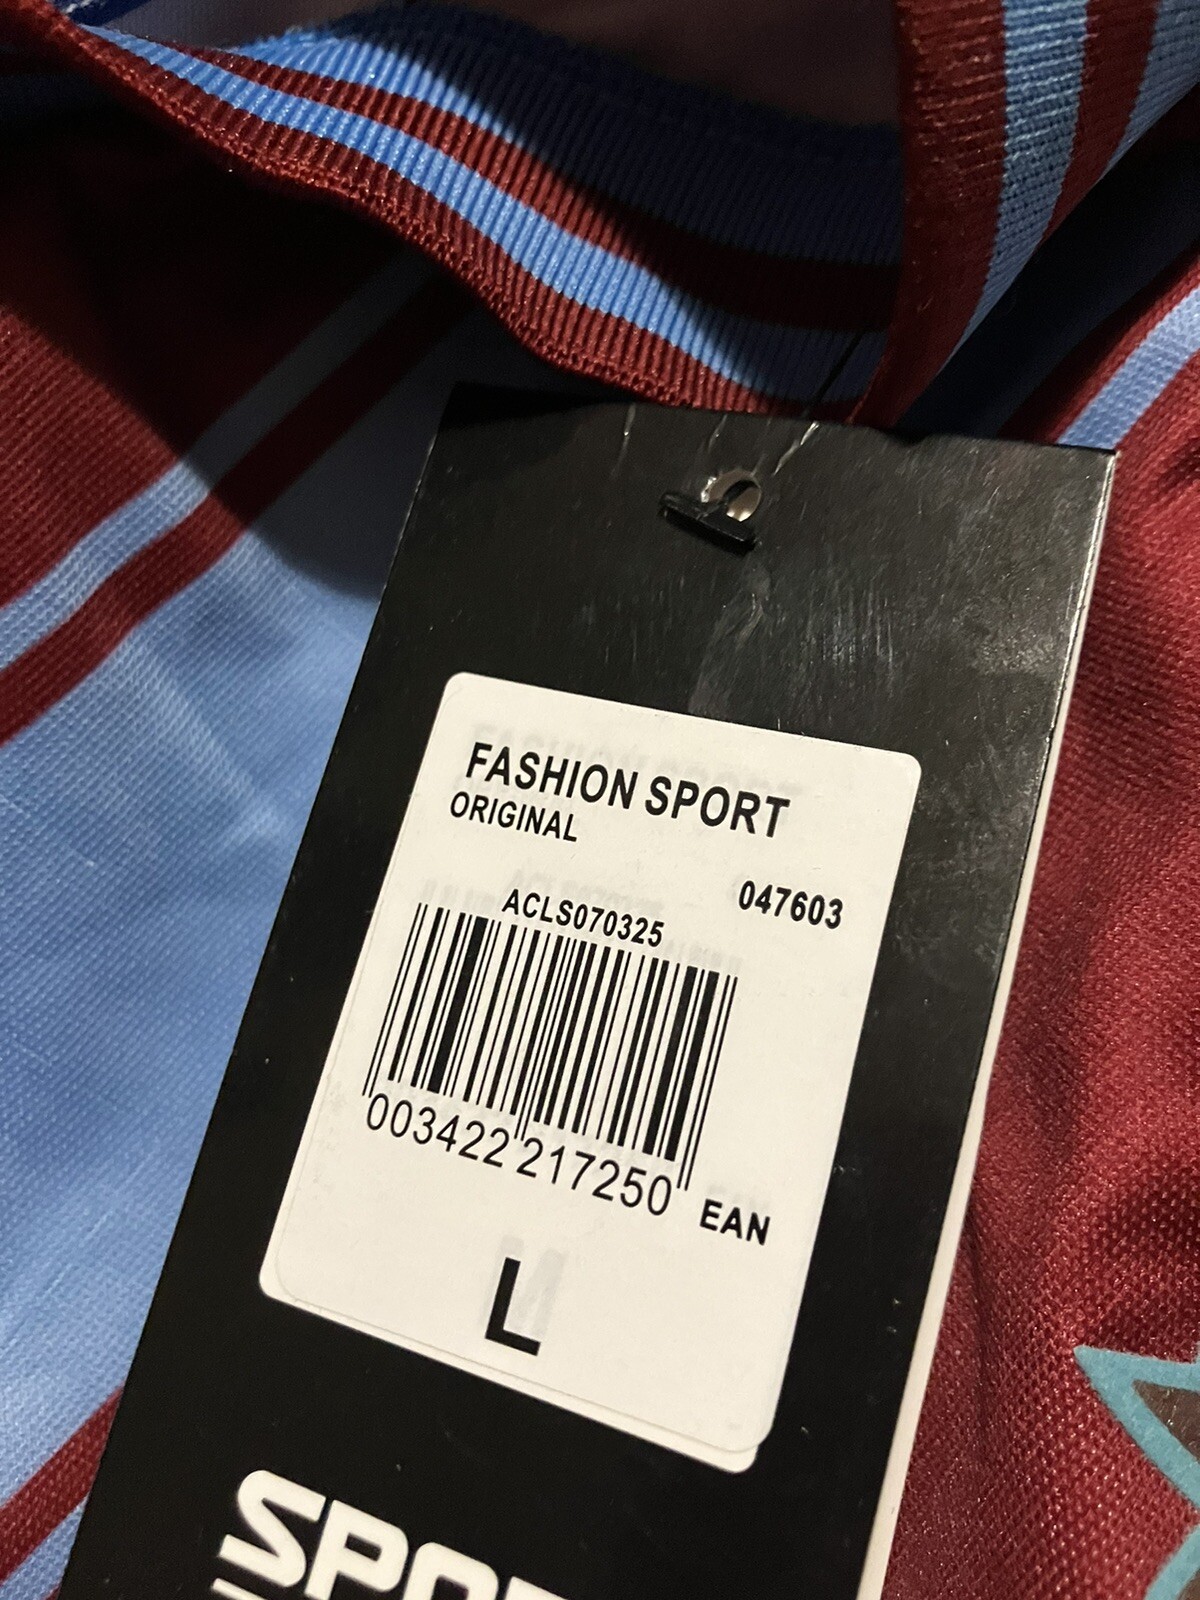 FASHION SPORT
ORIGINAL
047603
ACLS070325
003422 217250
EAN
L